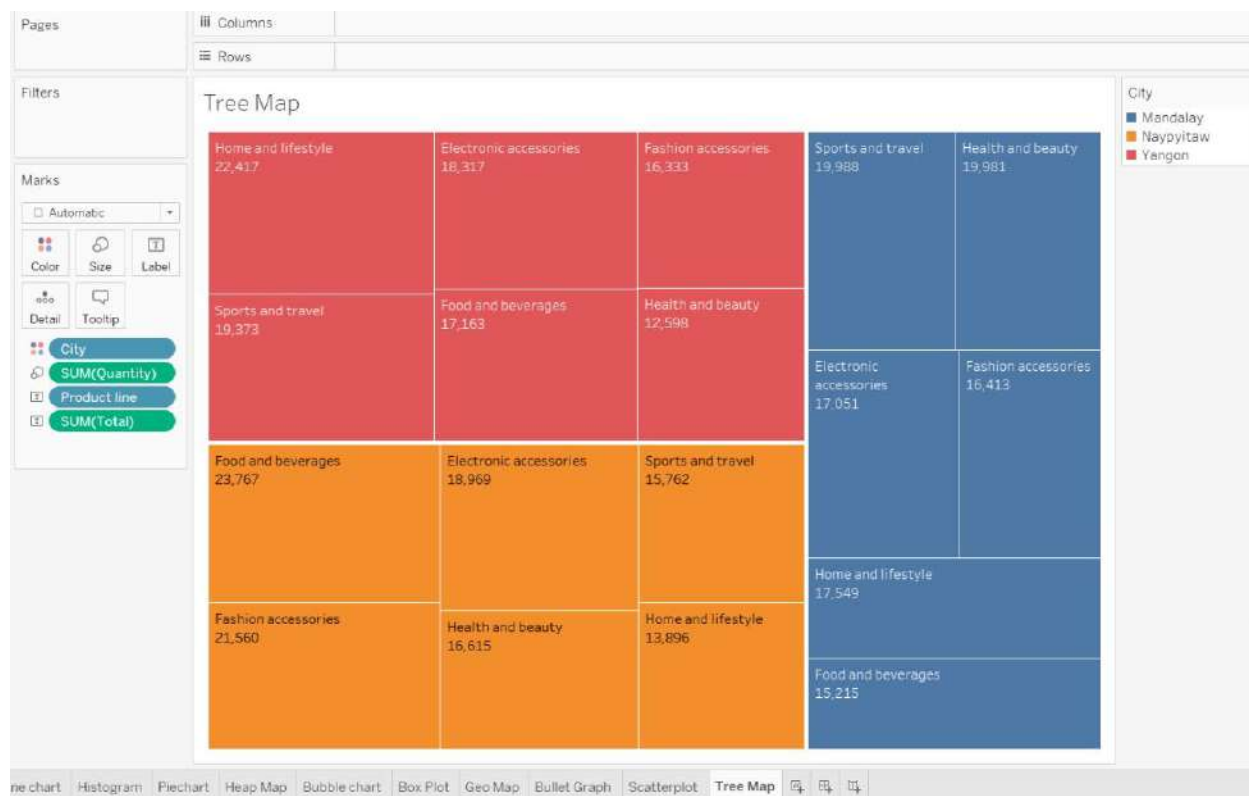 Pages
Columns
Rows
Filters
Tree Map
City
Mandalay
Naypyitaw
Yangon
Marks
Automatic
Color
Size
Label
Detail
Tooltip
City
SUM(Quantity)
Product line
SUM(Total)
Home and lifestyle
22,417
Electronic accessories
18,317
Fashion accessories
16,333
Sports and travel
19,373
Food and beverages
17,163
Health and beauty
12,598
Sports and travel
19,988
Health and beauty
19,981
Electronic
accessories
17,051
Fashion accessories
16,413
Home and lifestyle
17,549
Food and beverages
15,215
Food and beverages
23,767
Electronic accessories
18,969
Sports and travel
15,762
Fashion accessories
21,560
Health and beauty
16,615
Home and lifestyle
13,896
ne chart Histogram Piechart Heap Map Bubble chart Box Plot Geo Map Bullet Graph Scatterplot Tree Map